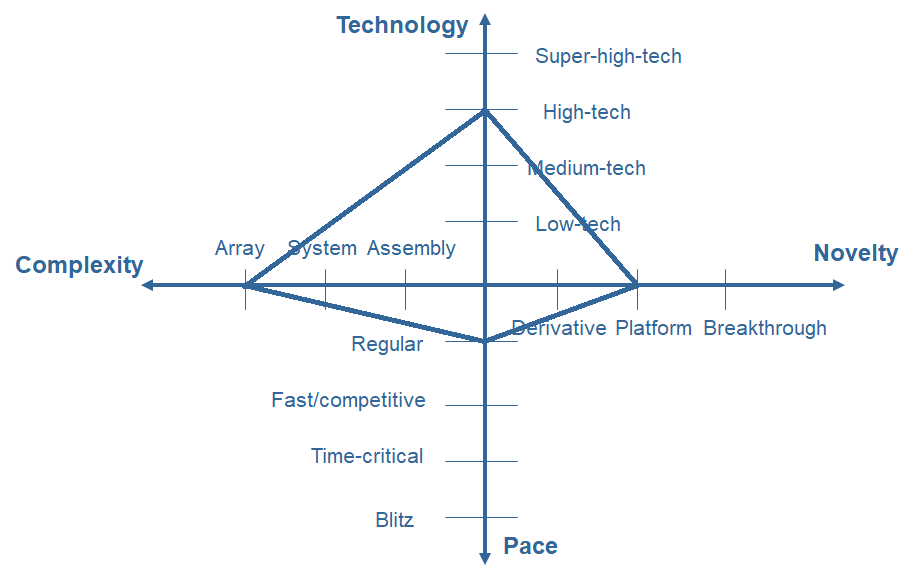 Technology
Super-high-tech
High-tech
Medium-tech
Low-tech
Array System Assembly
Complexity
Novelty
Derivative Platform Breakthrough
Regular
Fast/competitive
Time-critical
Blitz
Pace